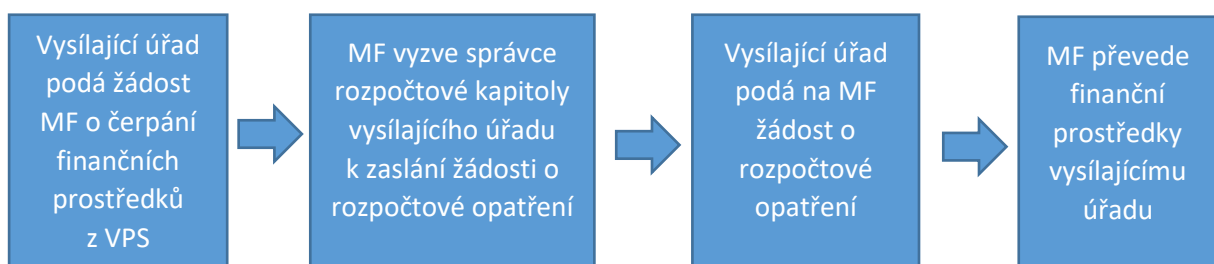 Vysílající úřad
podá žádost
MF o čerpání
finančních
prostředků
z VPS
MF vyzve správce
rozpočtové kapitoly
vysílajícího úřadu
k zaslání žádosti o
rozpočtové opatření
Vysílající úřad
podá na MF
žádost o
rozpočtové
opatření
MF převede
finanční
prostředky
vysílajícímu
úřadu